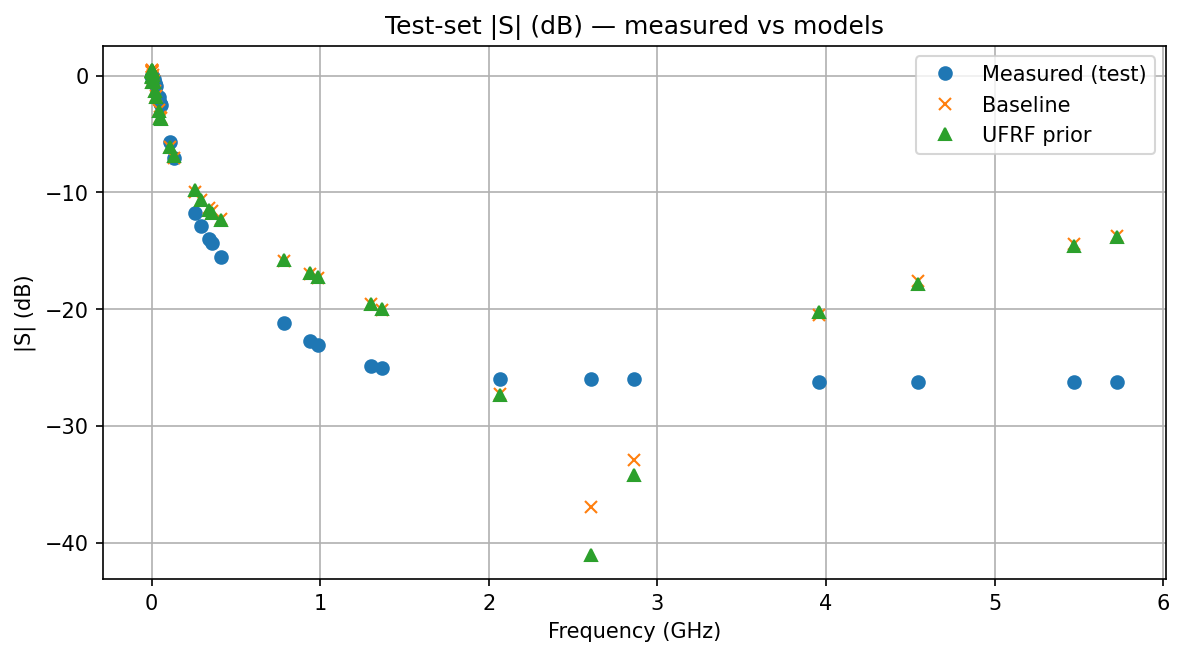 Test-set |S| (dB) — measured vs models
Measured (test)
Baseline
UFRF prior
0
−10
−20
−30
−40
|S| (dB)
0 1 2 3 4 5 6
Frequency (GHz)